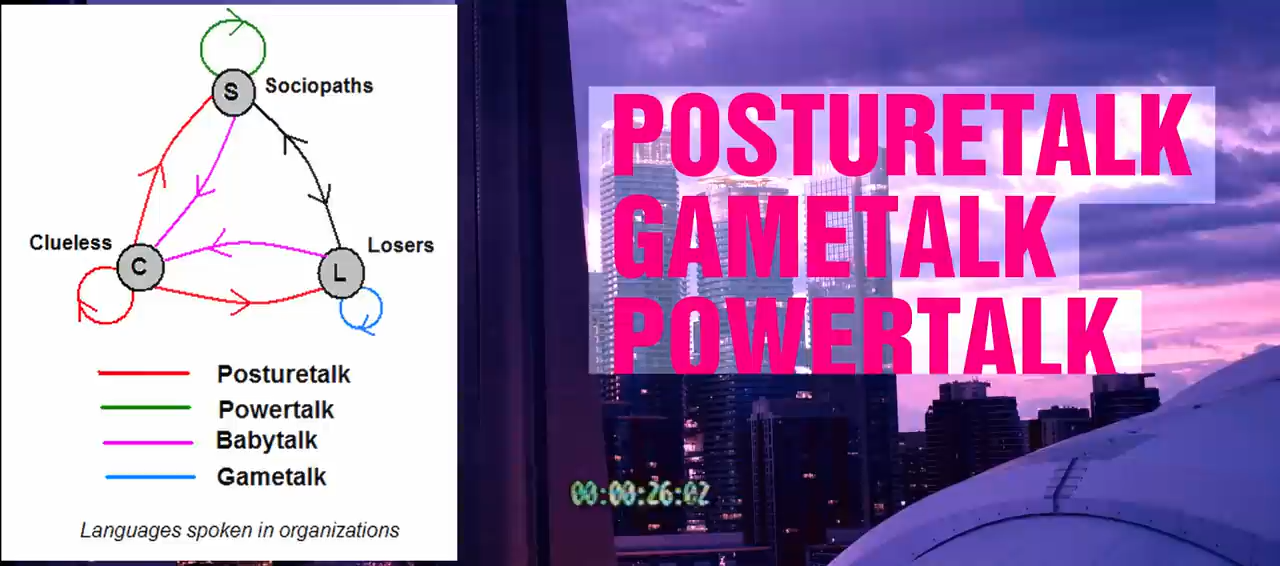 S
Sociopaths
Clueless
C
Losers
L
Posturetalk
Powertalk
Babytalk
Gametalk
Languages spoken in organizations
POSTURETALK
GAMETALK
POWERTALK
00:00:26:02